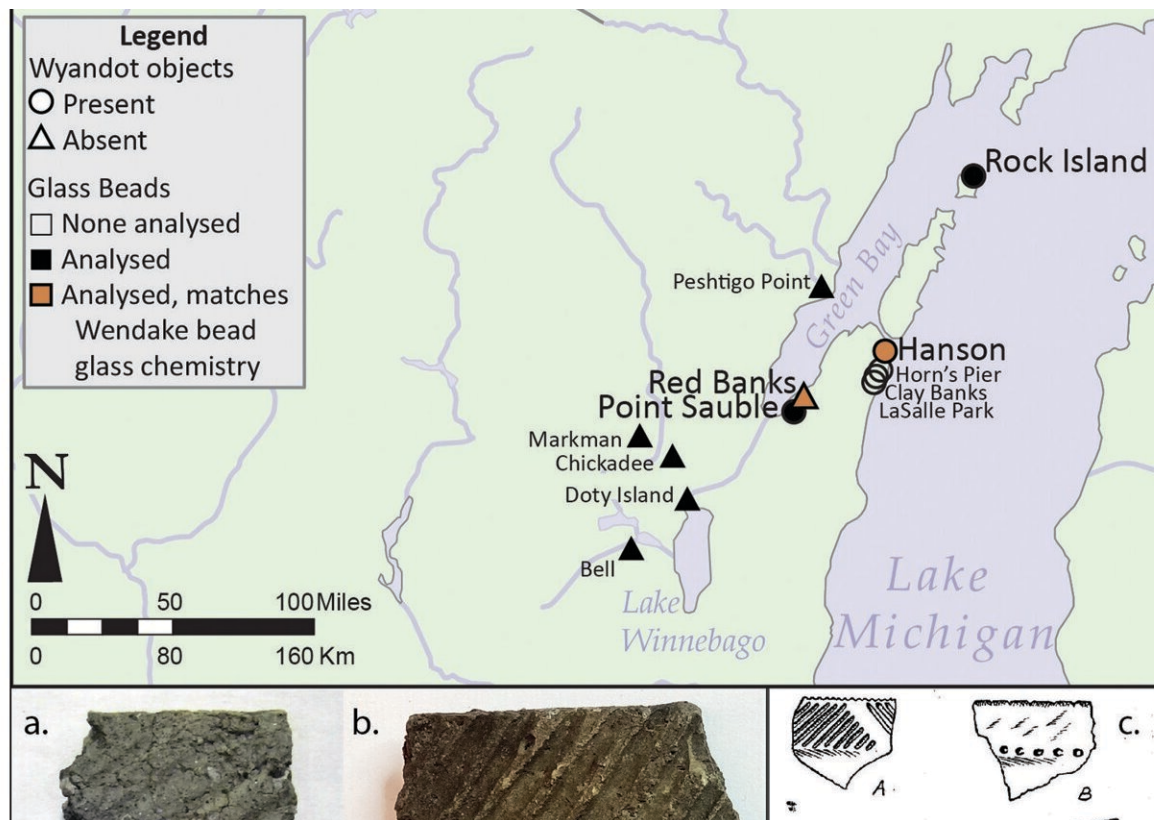 Legend
Wyandot objects
Present
Absent
Glass Beads
None analysed
Analysed
Analysed, matches
Wendake bead
glass chemistry
Rock Island
Peshtigo Point
Green Bay
Hanson
Horn's Pier
Clay Banks
LaSalle Park
Red Banks
Point Sauble
Markman
Chickadee
Doty Island
Bell
N
0 50 100 Miles
0 80 160 Km
Lake
Winnebago
Lake
Michigan
a.
b.
c.
A
B